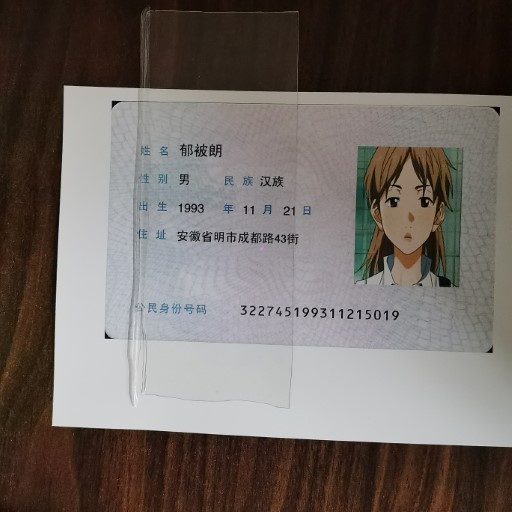 姓名 郁被朗
性别 男 民族 汉族
出生 1993 年 11 月 21 日
住址 安徽省明市成都路43街
公民身份号码 322745199311215019